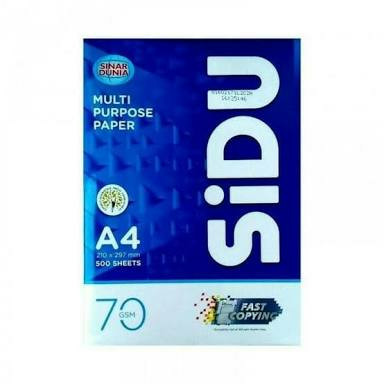 SINAR
DUNIA
MULTI
PURPOSE
PAPER
SiDU
A4
210 x 297 mm
500 SHEETS
70
GSM
FAST
COPYING